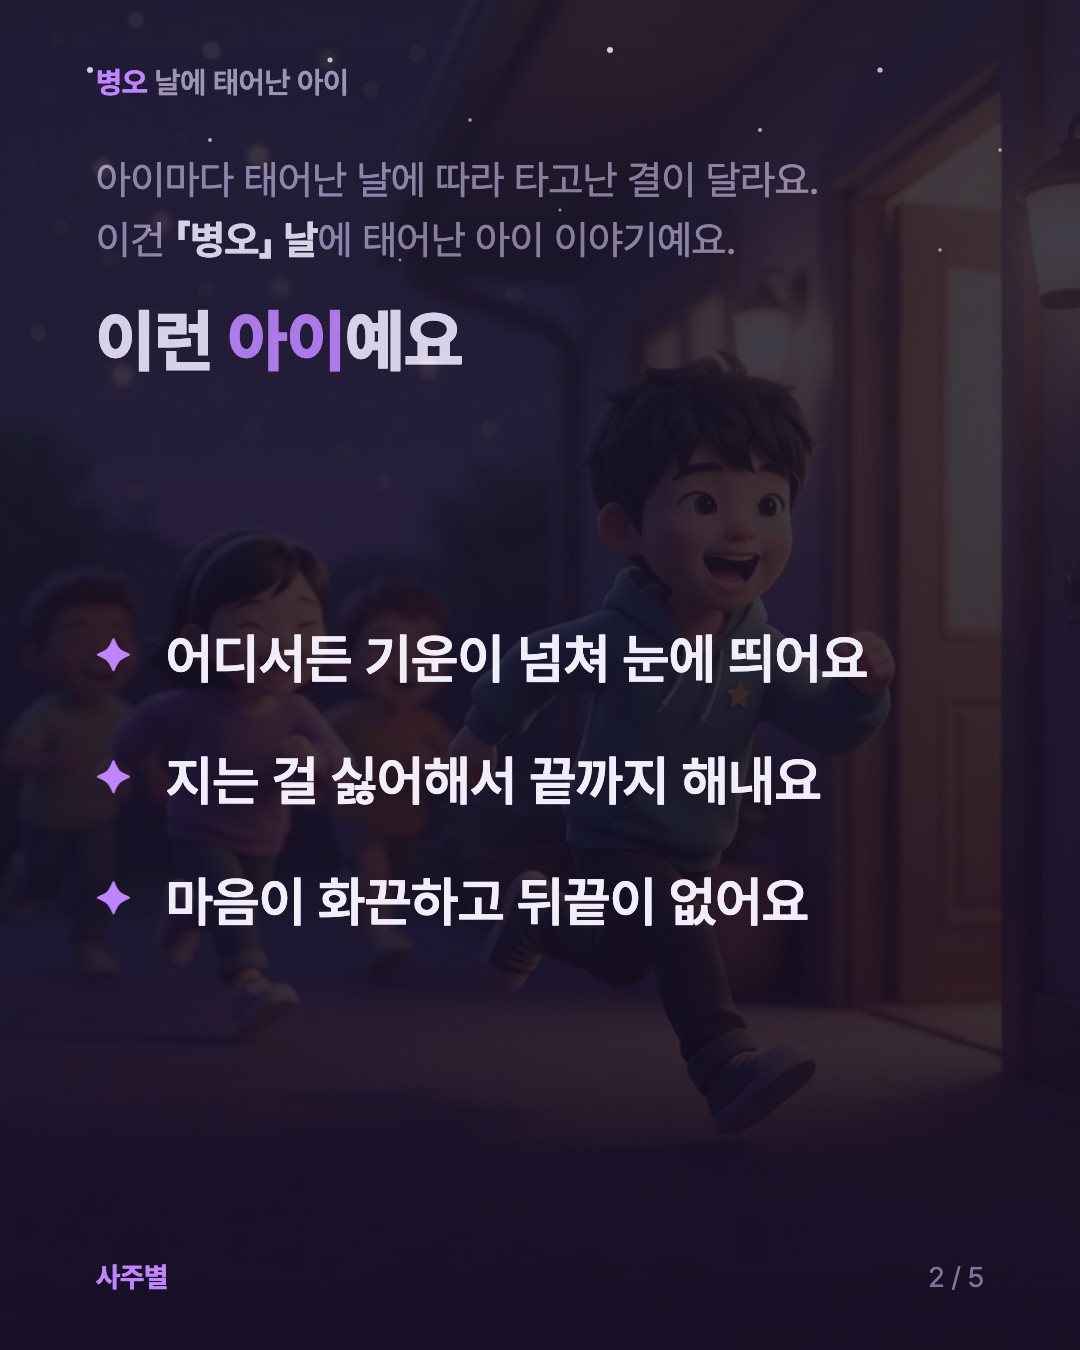 병오 날에 태어난 아이
아이마다 태어난 날에 따라 타고난 결이 달라요.
이건 「병오」 날에 태어난 아이 이야기예요.
이런 아이예요
어디서든 기운이 넘쳐 눈에 띄어요
지는 걸 싫어해서 끝까지 해내요
마음이 화끈하고 뒤끝이 없어요
사주별
2 / 5